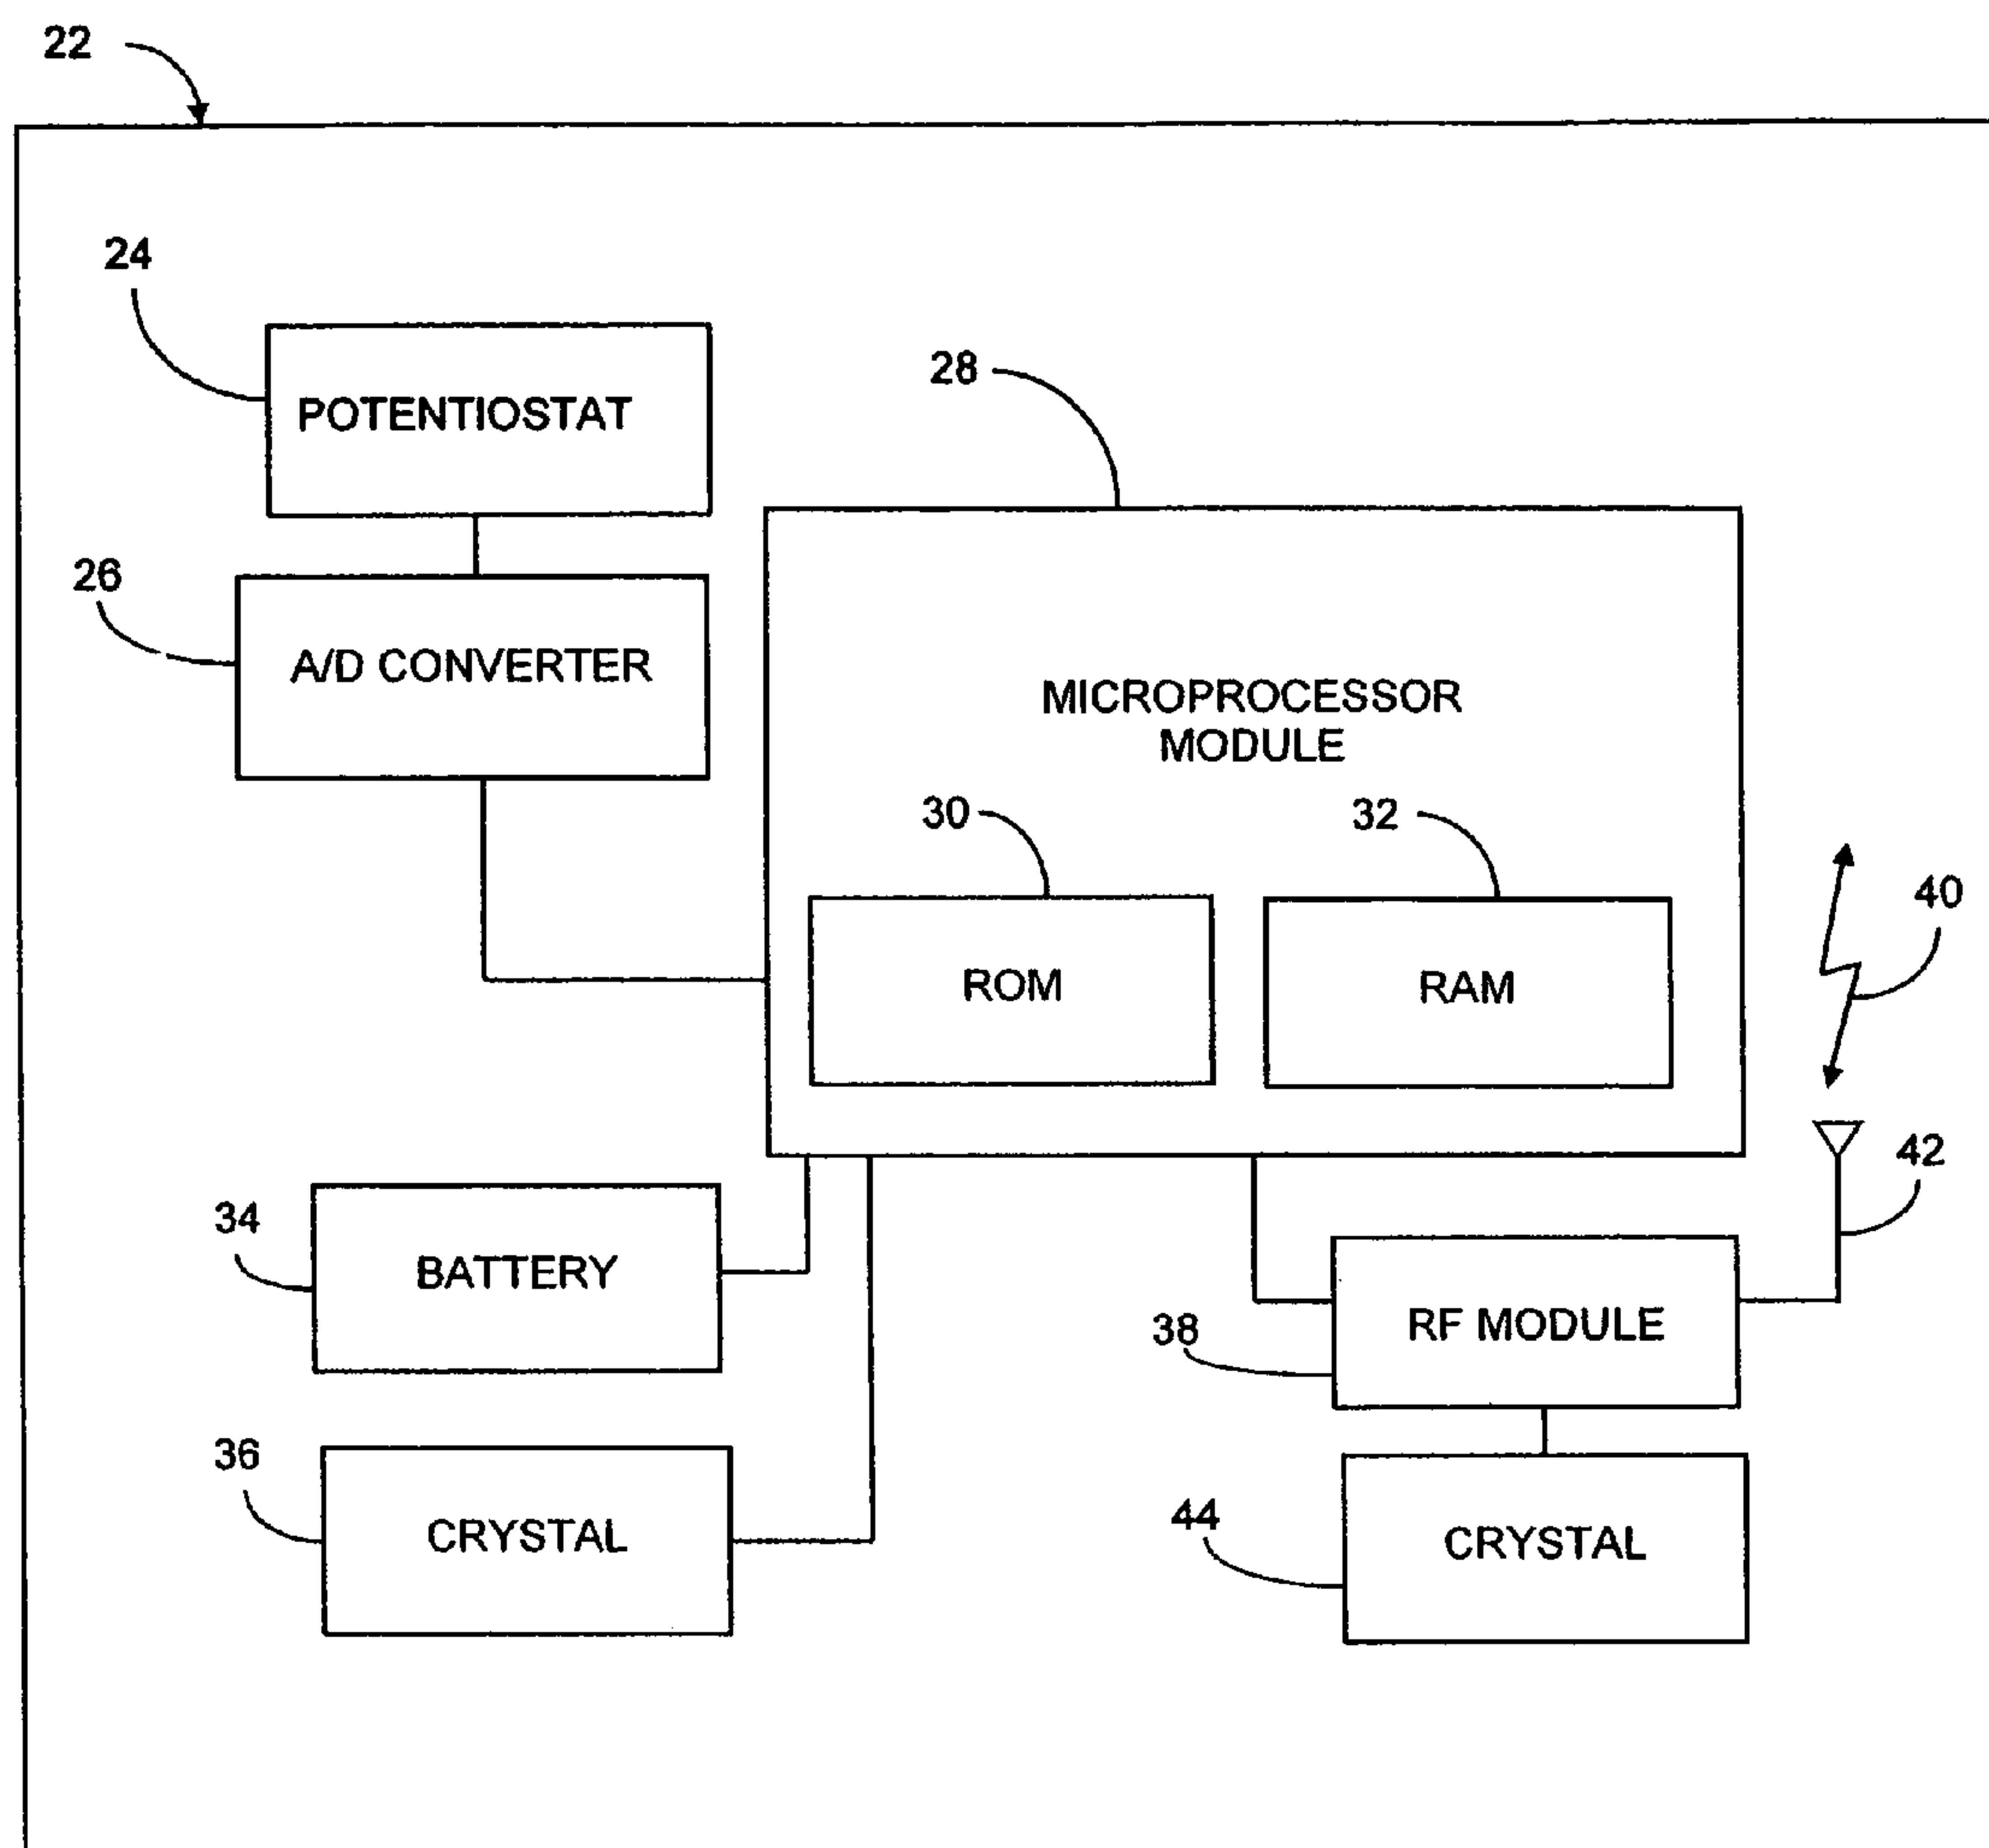 22
24
POTENTIOSTAT
28
26
A/D CONVERTER
MICROPROCESSOR
MODULE
30
32
40
ROM
RAM
42
34
BATTERY
38
RF MODULE
36
CRYSTAL
44
CRYSTAL